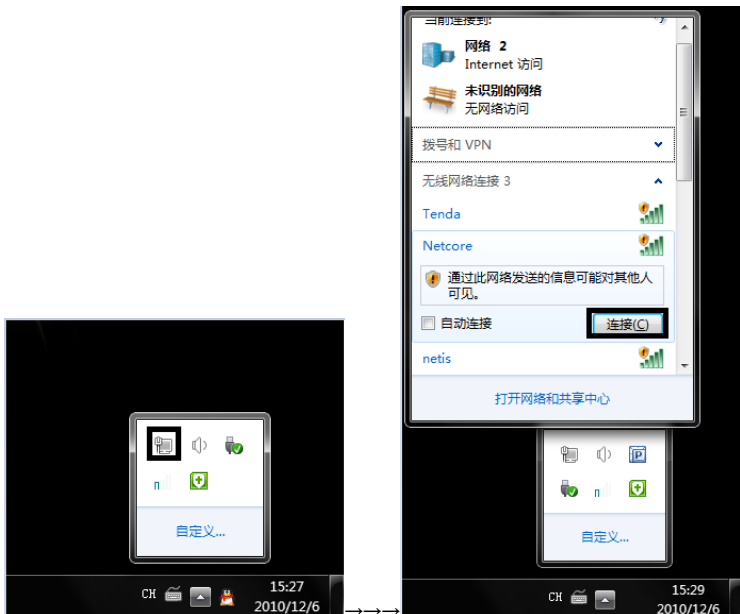 自定义...
CH
15:27
2010/12/6
→→→
当前连接到:
网络 2
Internet 访问
未识别的网络
无网络访问
拨号和 VPN
无线网络连接 3
Tenda
Netcore
通过此网络发送的信息可能对其他人
可见。
自动连接
连接(C)
netis
打开网络和共享中心
自定义...
CH
15:29
2010/12/6